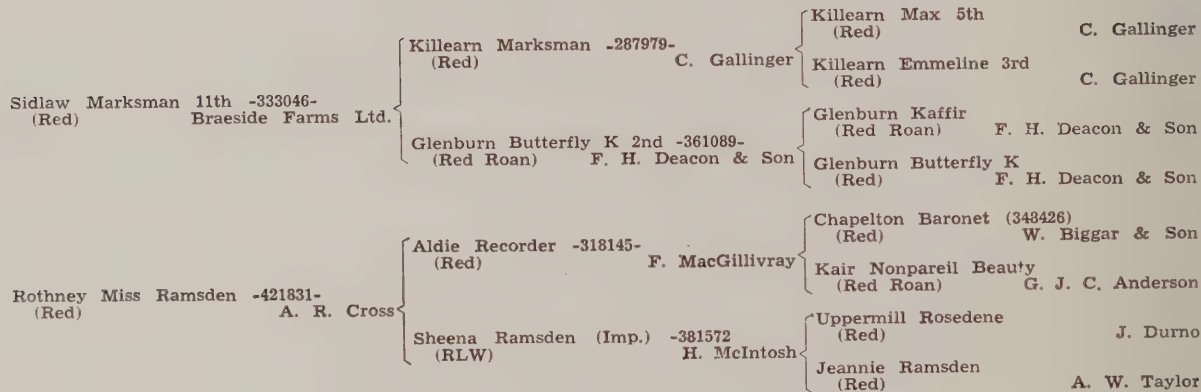 Killearn Max 5th
(Red) C. Gallinger
Killearn Marksman -287979-
(Red) C. Gallinger
Killearn Emmeline 3rd
(Red) C. Gallinger
Sidlaw Marksman 11th -333046-
(Red) Braeside Farms Ltd.
Glenburn Kaffir
(Red Roan) F. H. Deacon & Son
Glenburn Butterfly K 2nd -361089-
(Red Roan) F. H. Deacon & Son
Glenburn Butterfly K
(Red) F. H. Deacon & Son
Chapelton Baronet (348426)
(Red) W. Biggar & Son
Aldie Recorder -318145-
(Red) F. MacGillivray
Kair Nonpareil Beauty
(Red Roan) G. J. C. Anderson
Rothney Miss Ramsden -421831-
(Red) A. R. Cross
Uppermill Rosedene
(Red) J. Durno
Sheena Ramsden (Imp.) -381572
(RLW) H. McIntosh
Jeannie Ramsden
(Red) A. W. Taylor